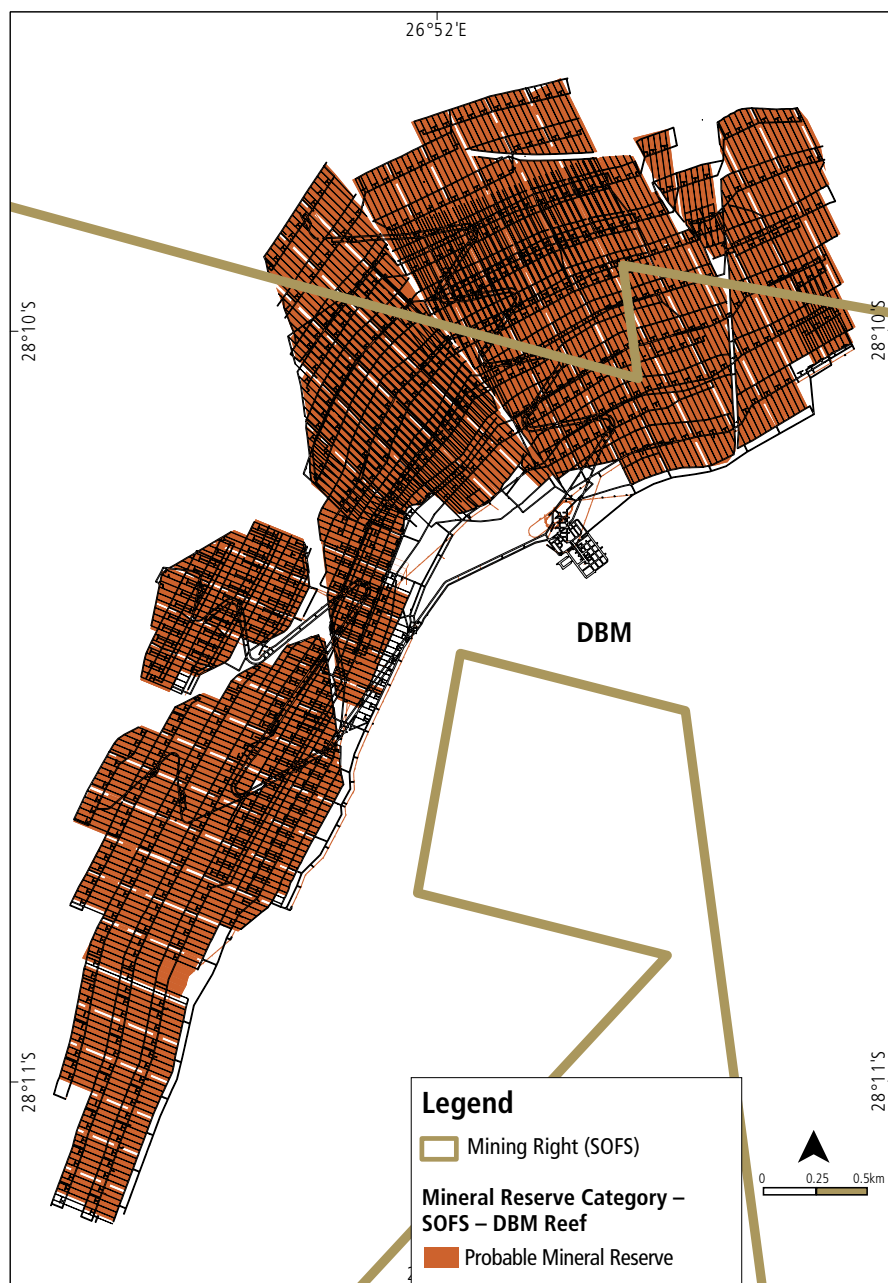 26°52'E
28°10'S
28°10'S
DBM
28°11'S
28°11'S
Legend
Mining Right (SOFS)
Mineral Reserve Category –
SOFS – DBM Reef
Probable Mineral Reserve
0 0.25 0.5km